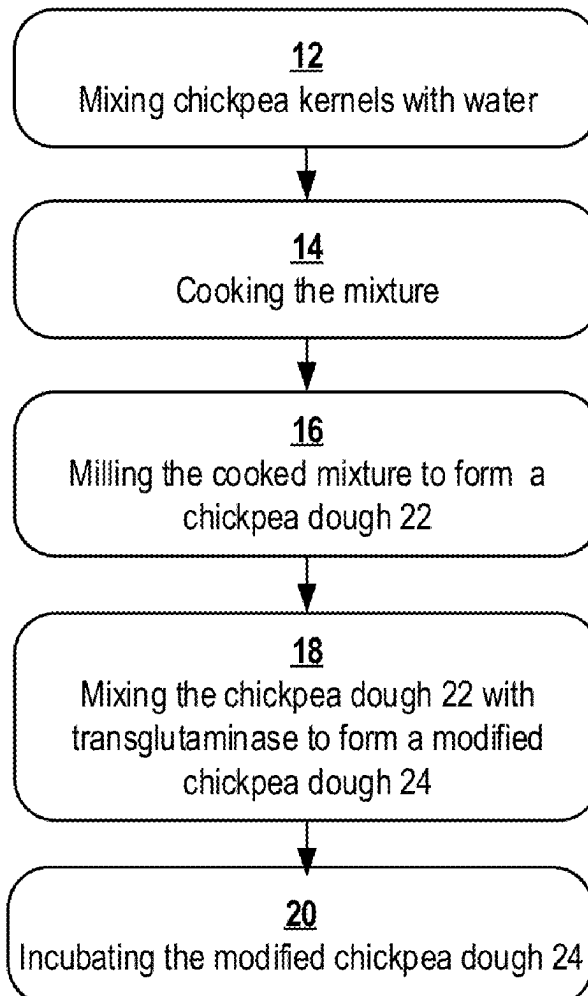 12
Mixing chickpea kernels with water
14
Cooking the mixture
16
Milling the cooked mixture to form a
chickpea dough 22
18
Mixing the chickpea dough 22 with
transglutaminase to form a modified
chickpea dough 24
20
Incubating the modified chickpea dough 24